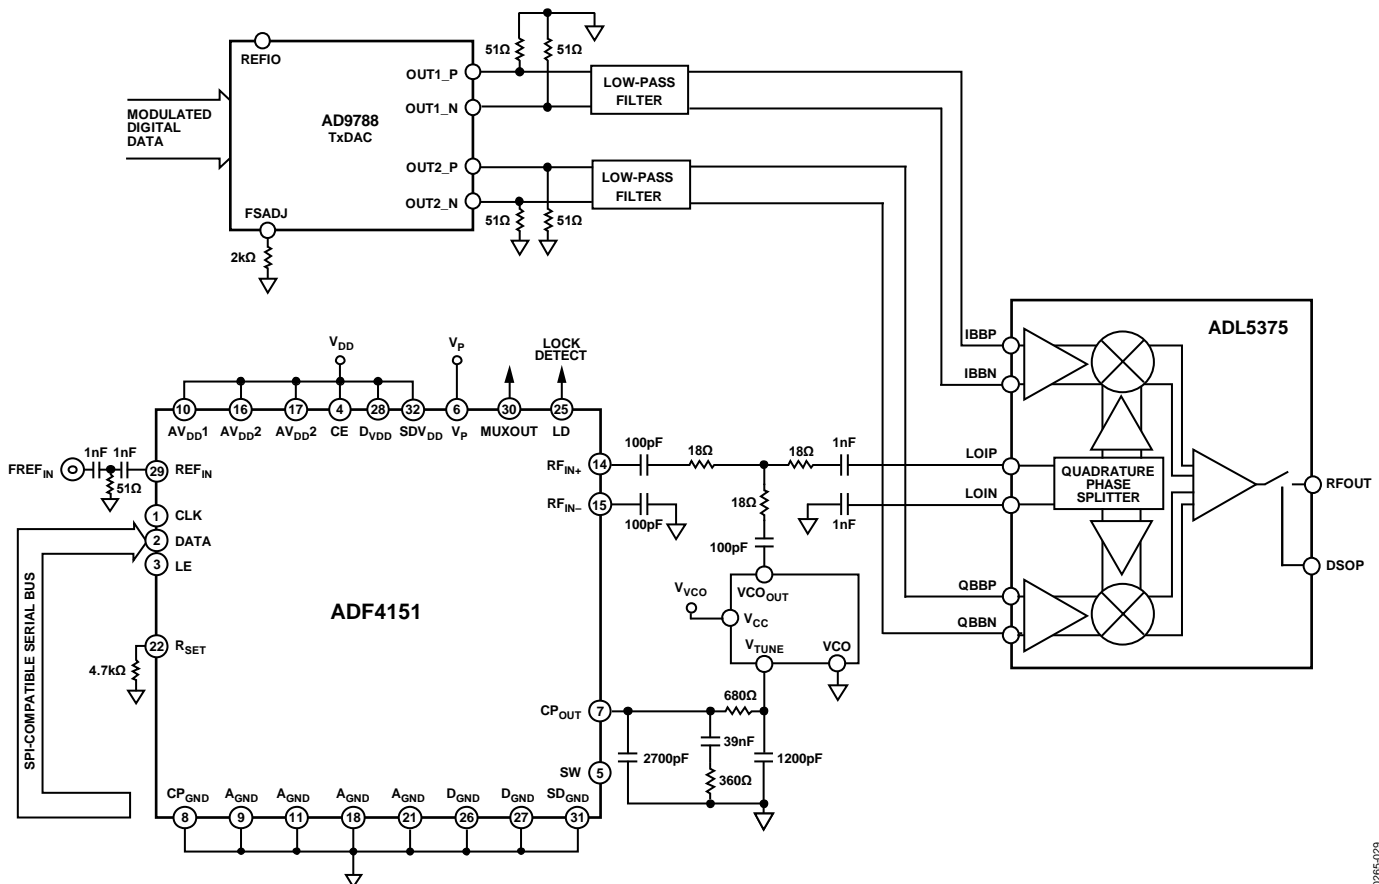 REFIO
MODULATED
DIGITAL
DATA
AD9788
TxDAC
OUT1_P
OUT1_N
OUT2_P
OUT2_N
FSADJ
2kΩ
51Ω
51Ω
51Ω
51Ω
LOW-PASS
FILTER
LOW-PASS
FILTER
ADL5375
IBBP
IBBN
LOIP
LOIN
QUADRATURE
PHASE
SPLITTER
QBBP
QBBN
RFOUT
DSOP
VDD
VP
LOCK
DETECT
10
16
17
4
28
32
6
30
25
AVDD1
AVDD2
AVDD2
CE
DVDD
SDVDD
VP
MUXOUT
LD
1nF
1nF
FREFIN
51Ω
29
REFIN
1
CLK
2
DATA
3
LE
SPI-COMPATIBLE SERIAL BUS
ADF4151
22
RSET
4.7kΩ
RFIN+
14
RFIN–
15
100pF
100pF
18Ω
18Ω
1nF
18Ω
1nF
100pF
VVCO
VCOOUT
VCC
VTUNE
VCO
680Ω
CPOUT
7
2700pF
39nF
360Ω
1200pF
SW
5
CPGND
AGND
AGND
AGND
AGND
DGND
DGND
SDGND
8
9
11
18
21
26
27
31